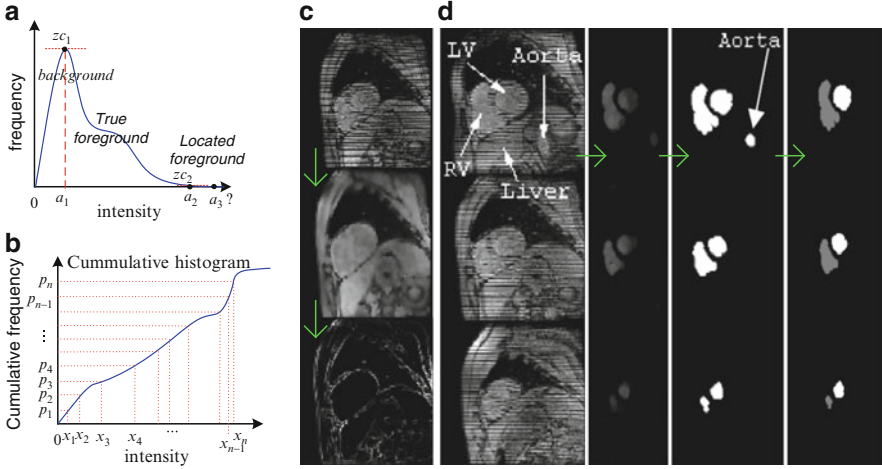 a
zc1
background
True
foreground
Located
foreground
zc2
frequency
0
a1
a2
a3 ?
intensity
b
Cummulative histogram
Cumulative frequency
pn
pn−1
...
p4
p3
p2
p1
0
x1
x2
x3
x4
...
xn−1
xn
intensity
c
d
LV
Aorta
RV
Liver
Aorta